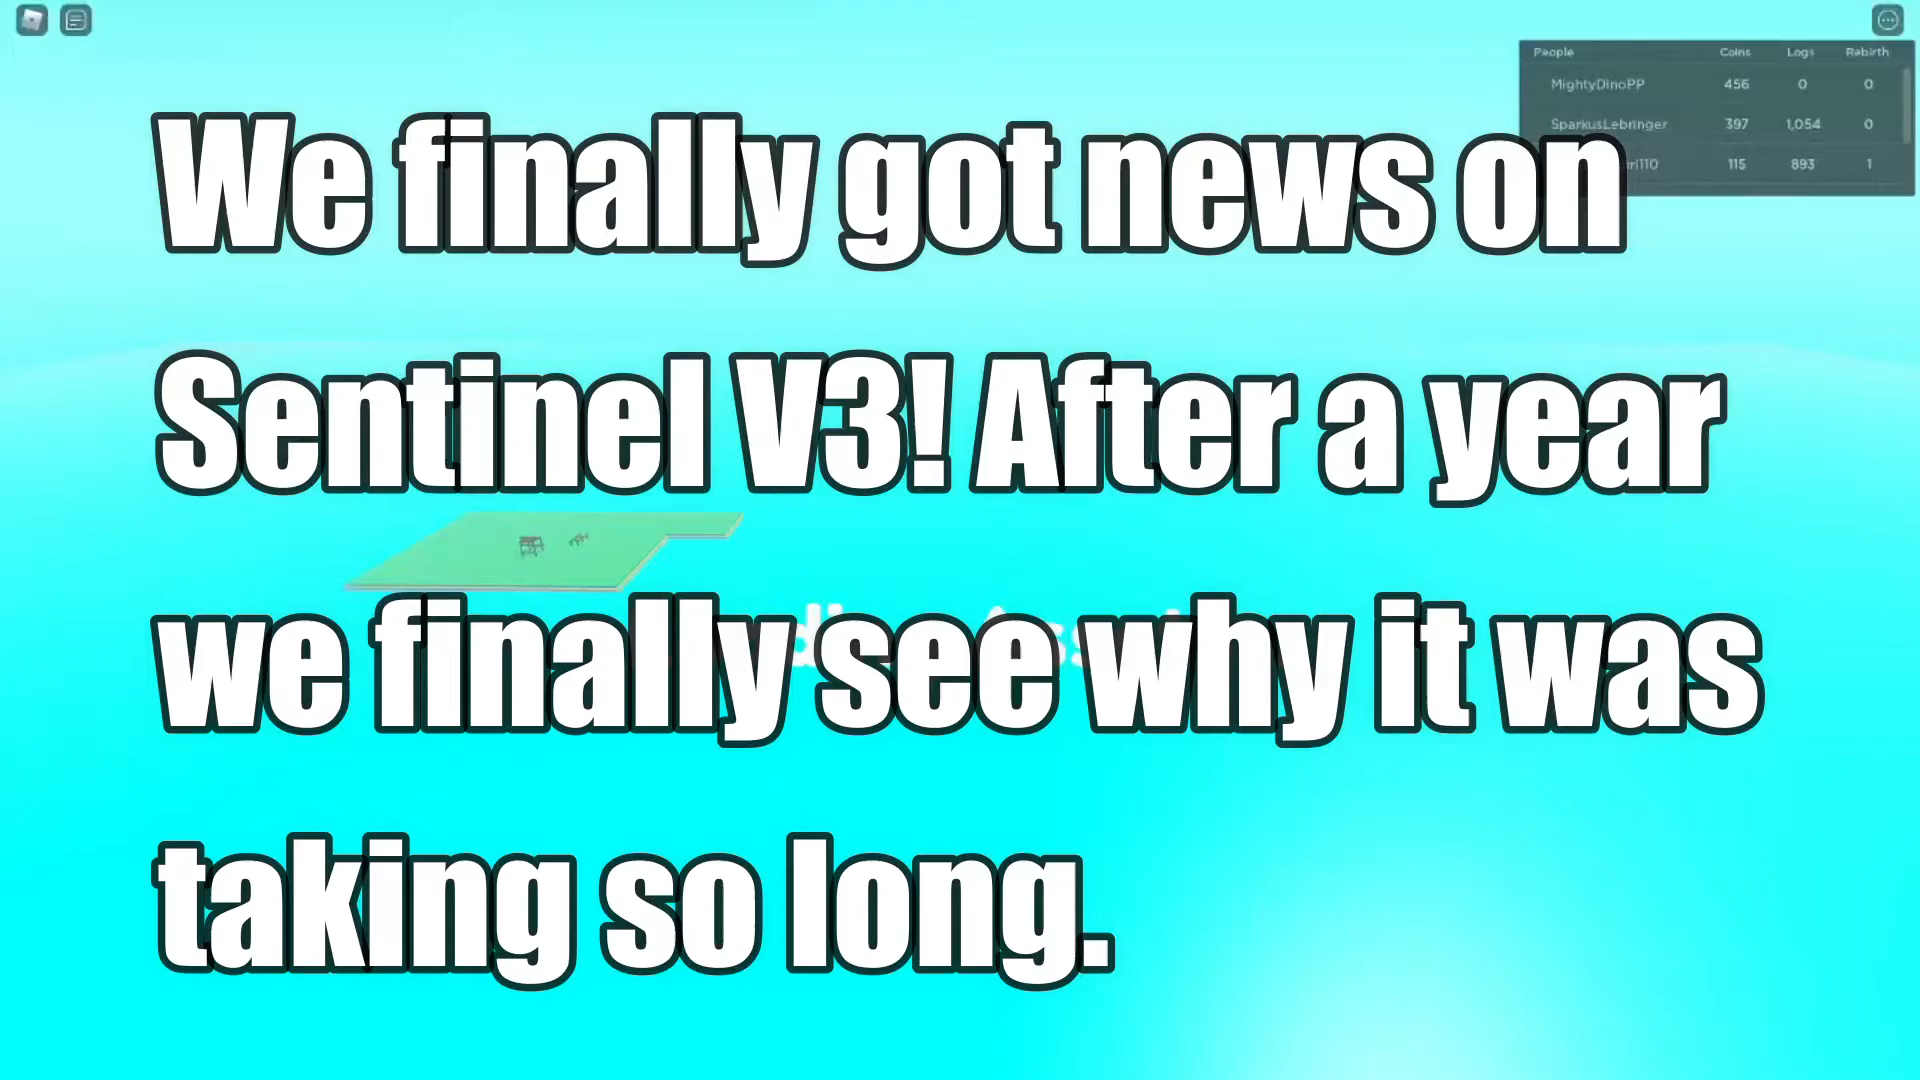 People Coins Logs Rebirth
MightyDinoPP 456 0 0
SparkusLebringer 397 1,054 0
115 893 1
We finally got news on
Sentinel V3! After a year
we finally see why it was
taking so long.